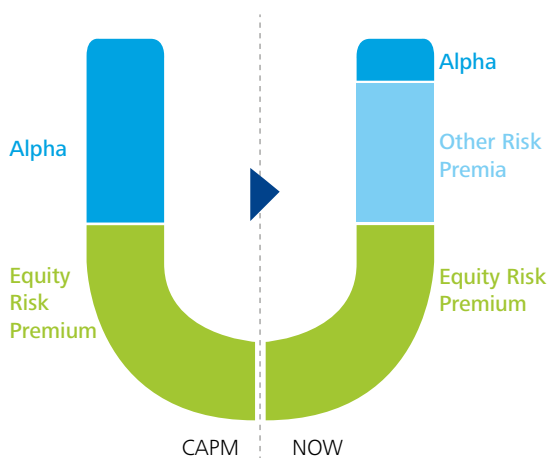 Alpha
Equity
Risk
Premium
CAPM
Alpha
Other Risk
Premia
Equity Risk
Premium
NOW